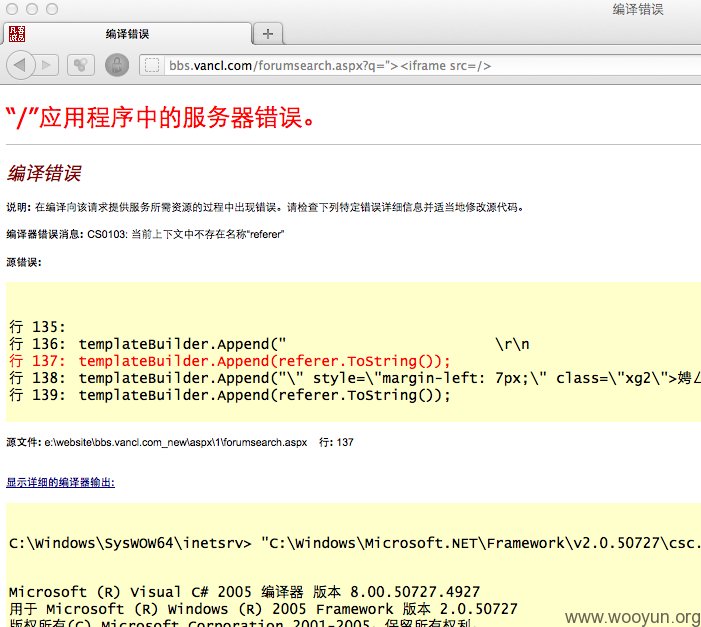 编译错误
编译错误
bbs.vancl.com/forumsearch.aspx?q="><iframe src=/>
“/”应用程序中的服务器错误。
编译错误
说明: 在编译向该请求提供服务所需资源的过程中出现错误。请检查下列特定错误详细信息并适当地修改源代码。
编译器错误消息: CS0103: 当前上下文中不存在名称“referer”
源错误:
行 135:
行 136: templateBuilder.Append(" \r\n
行 137: templateBuilder.Append(referer.ToString());
行 138: templateBuilder.Append("\" style=\"margin-left: 7px;\" class=\"xg2\">娉
行 139: templateBuilder.Append(referer.ToString());
源文件: e:\website\bbs.vancl.com_new\aspx\1\forumsearch.aspx 行: 137
显示详细的编译器输出:
C:\Windows\SysWOW64\inetsrv> "C:\Windows\Microsoft.NET\Framework\v2.0.50727\csc.
Microsoft (R) Visual C# 2005 编译器 版本 8.00.50727.4927
用于 Microsoft (R) Windows (R) 2005 Framework 版本 2.0.50727
版权所有(C) Microsoft Corporation 2001-2005。保留所有权利。
www.wooyun.org